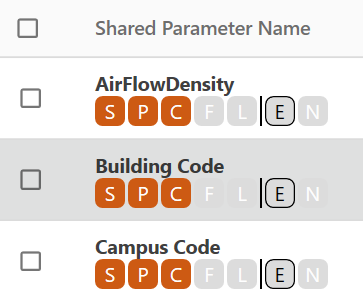 Shared Parameter Name
AirFlowDensity
S P C F L E N
Building Code
S P C F L E N
Campus Code
S P C F L E N